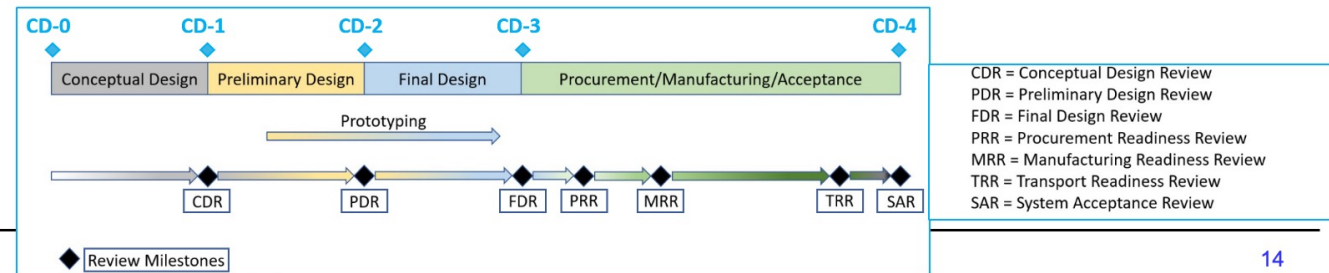 CD-0 CD-1 CD-2 CD-3 CD-4
Conceptual Design Preliminary Design Final Design Procurement/Manufacturing/Acceptance
Prototyping
CDR PDR FDR PRR MRR TRR SAR
Review Milestones
CDR = Conceptual Design Review
PDR = Preliminary Design Review
FDR = Final Design Review
PRR = Procurement Readiness Review
MRR = Manufacturing Readiness Review
TRR = Transport Readiness Review
SAR = System Acceptance Review
14